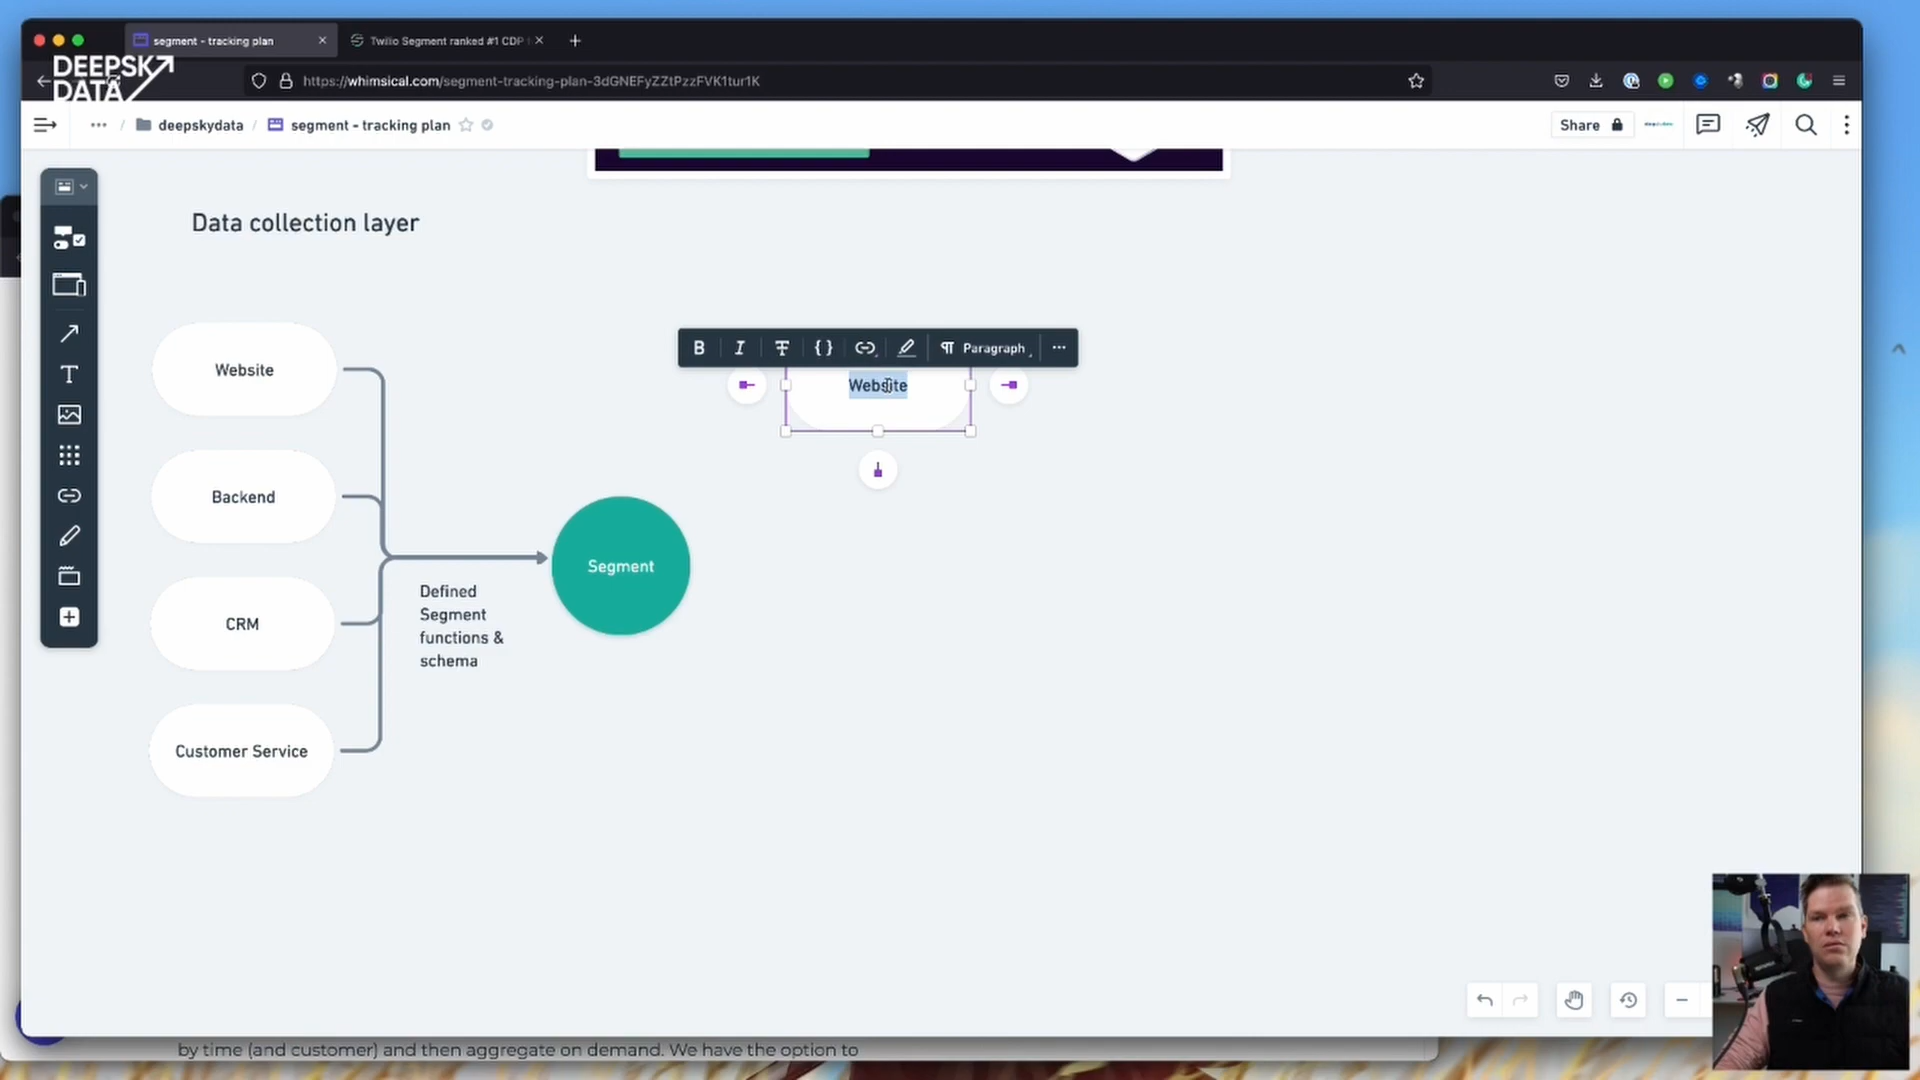 segment - tracking plan
Twilio Segment ranked #1 CDP
DEEPSK
DATA
https://whimsical.com/segment-tracking-plan-3dGNEFyZZtPzzFVK1tur1K
... / deepskydata / segment - tracking plan
Share
Data collection layer
B I T {} Paragraph ...
Website
Website
Backend
CRM
Customer Service
Defined
Segment
functions &
schema
Segment
by time (and customer) and then aggregate on demand. We have the option to